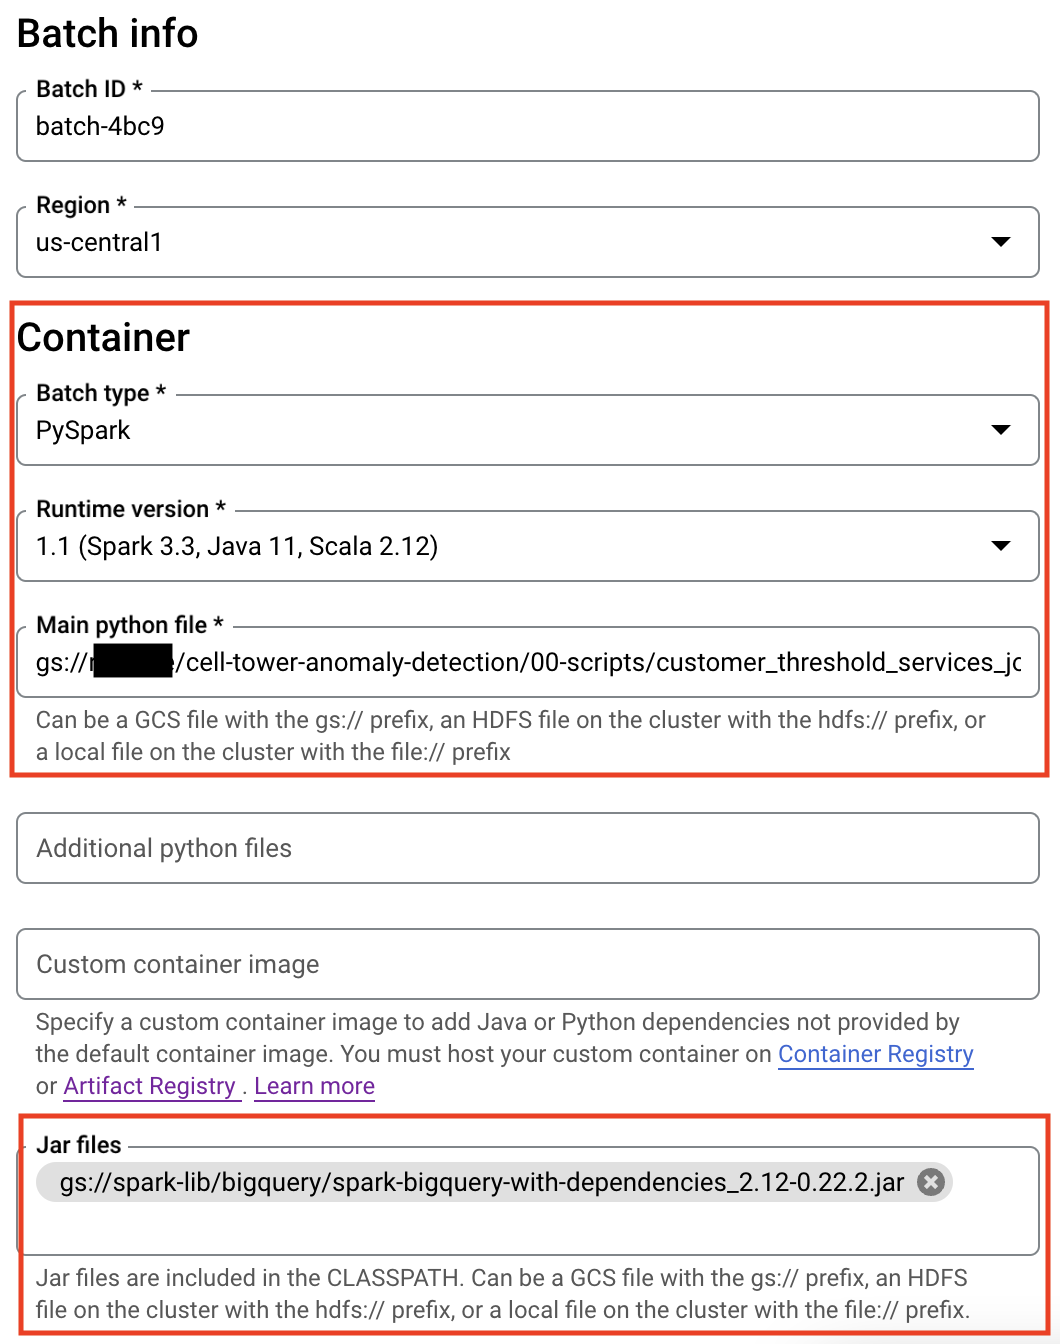 Batch info
Batch ID *
batch-4bc9
Region *
us-central1
Container
Batch type *
PySpark
Runtime version *
1.1 (Spark 3.3, Java 11, Scala 2.12)
Main python file *
gs:// /cell-tower-anomaly-detection/00-scripts/customer_threshold_services_jo
Can be a GCS file with the gs:// prefix, an HDFS file on the cluster with the hdfs:// prefix, or
a local file on the cluster with the file:// prefix
Additional python files
Custom container image
Specify a custom container image to add Java or Python dependencies not provided by
the default container image. You must host your custom container on Container Registry
or Artifact Registry . Learn more
Jar files
gs://spark-lib/bigquery/spark-bigquery-with-dependencies_2.12-0.22.2.jar
Jar files are included in the CLASSPATH. Can be a GCS file with the gs:// prefix, an HDFS
file on the cluster with the hdfs:// prefix, or a local file on the cluster with the file:// prefix.